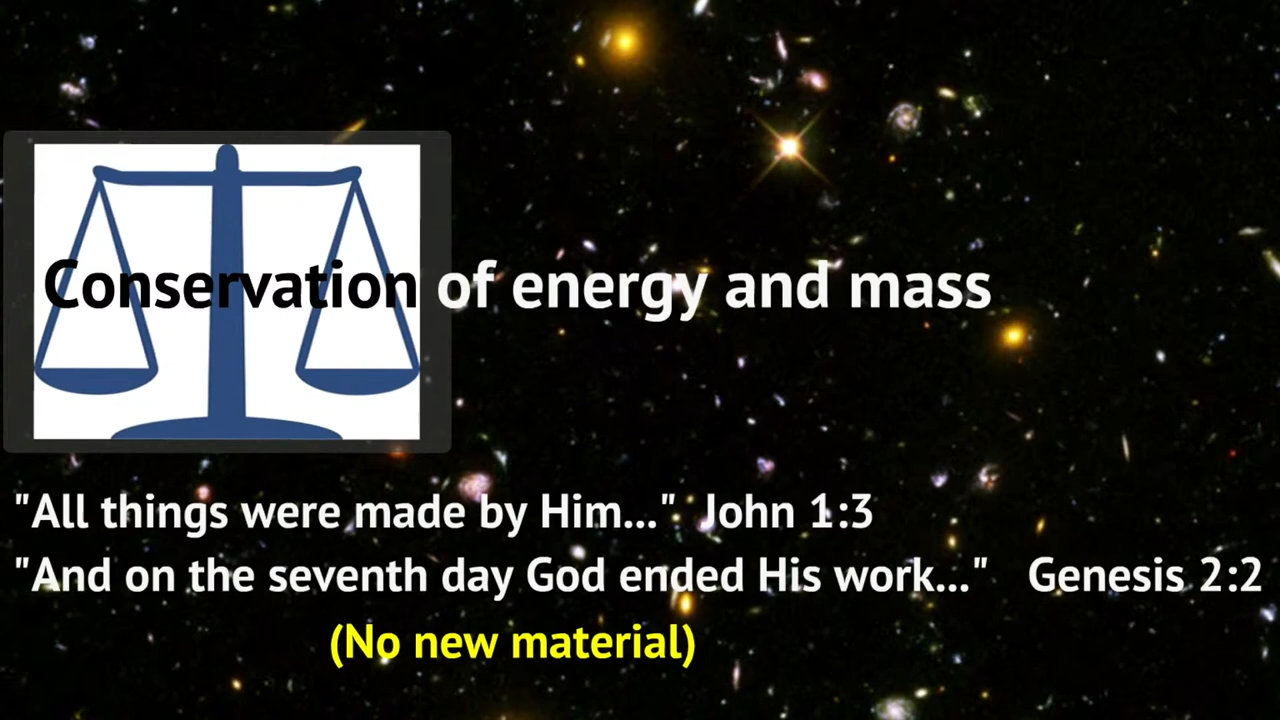 Conservation of energy and mass
"All things were made by Him..." John 1:3
"And on the seventh day God ended His work..." Genesis 2:2
(No new material)